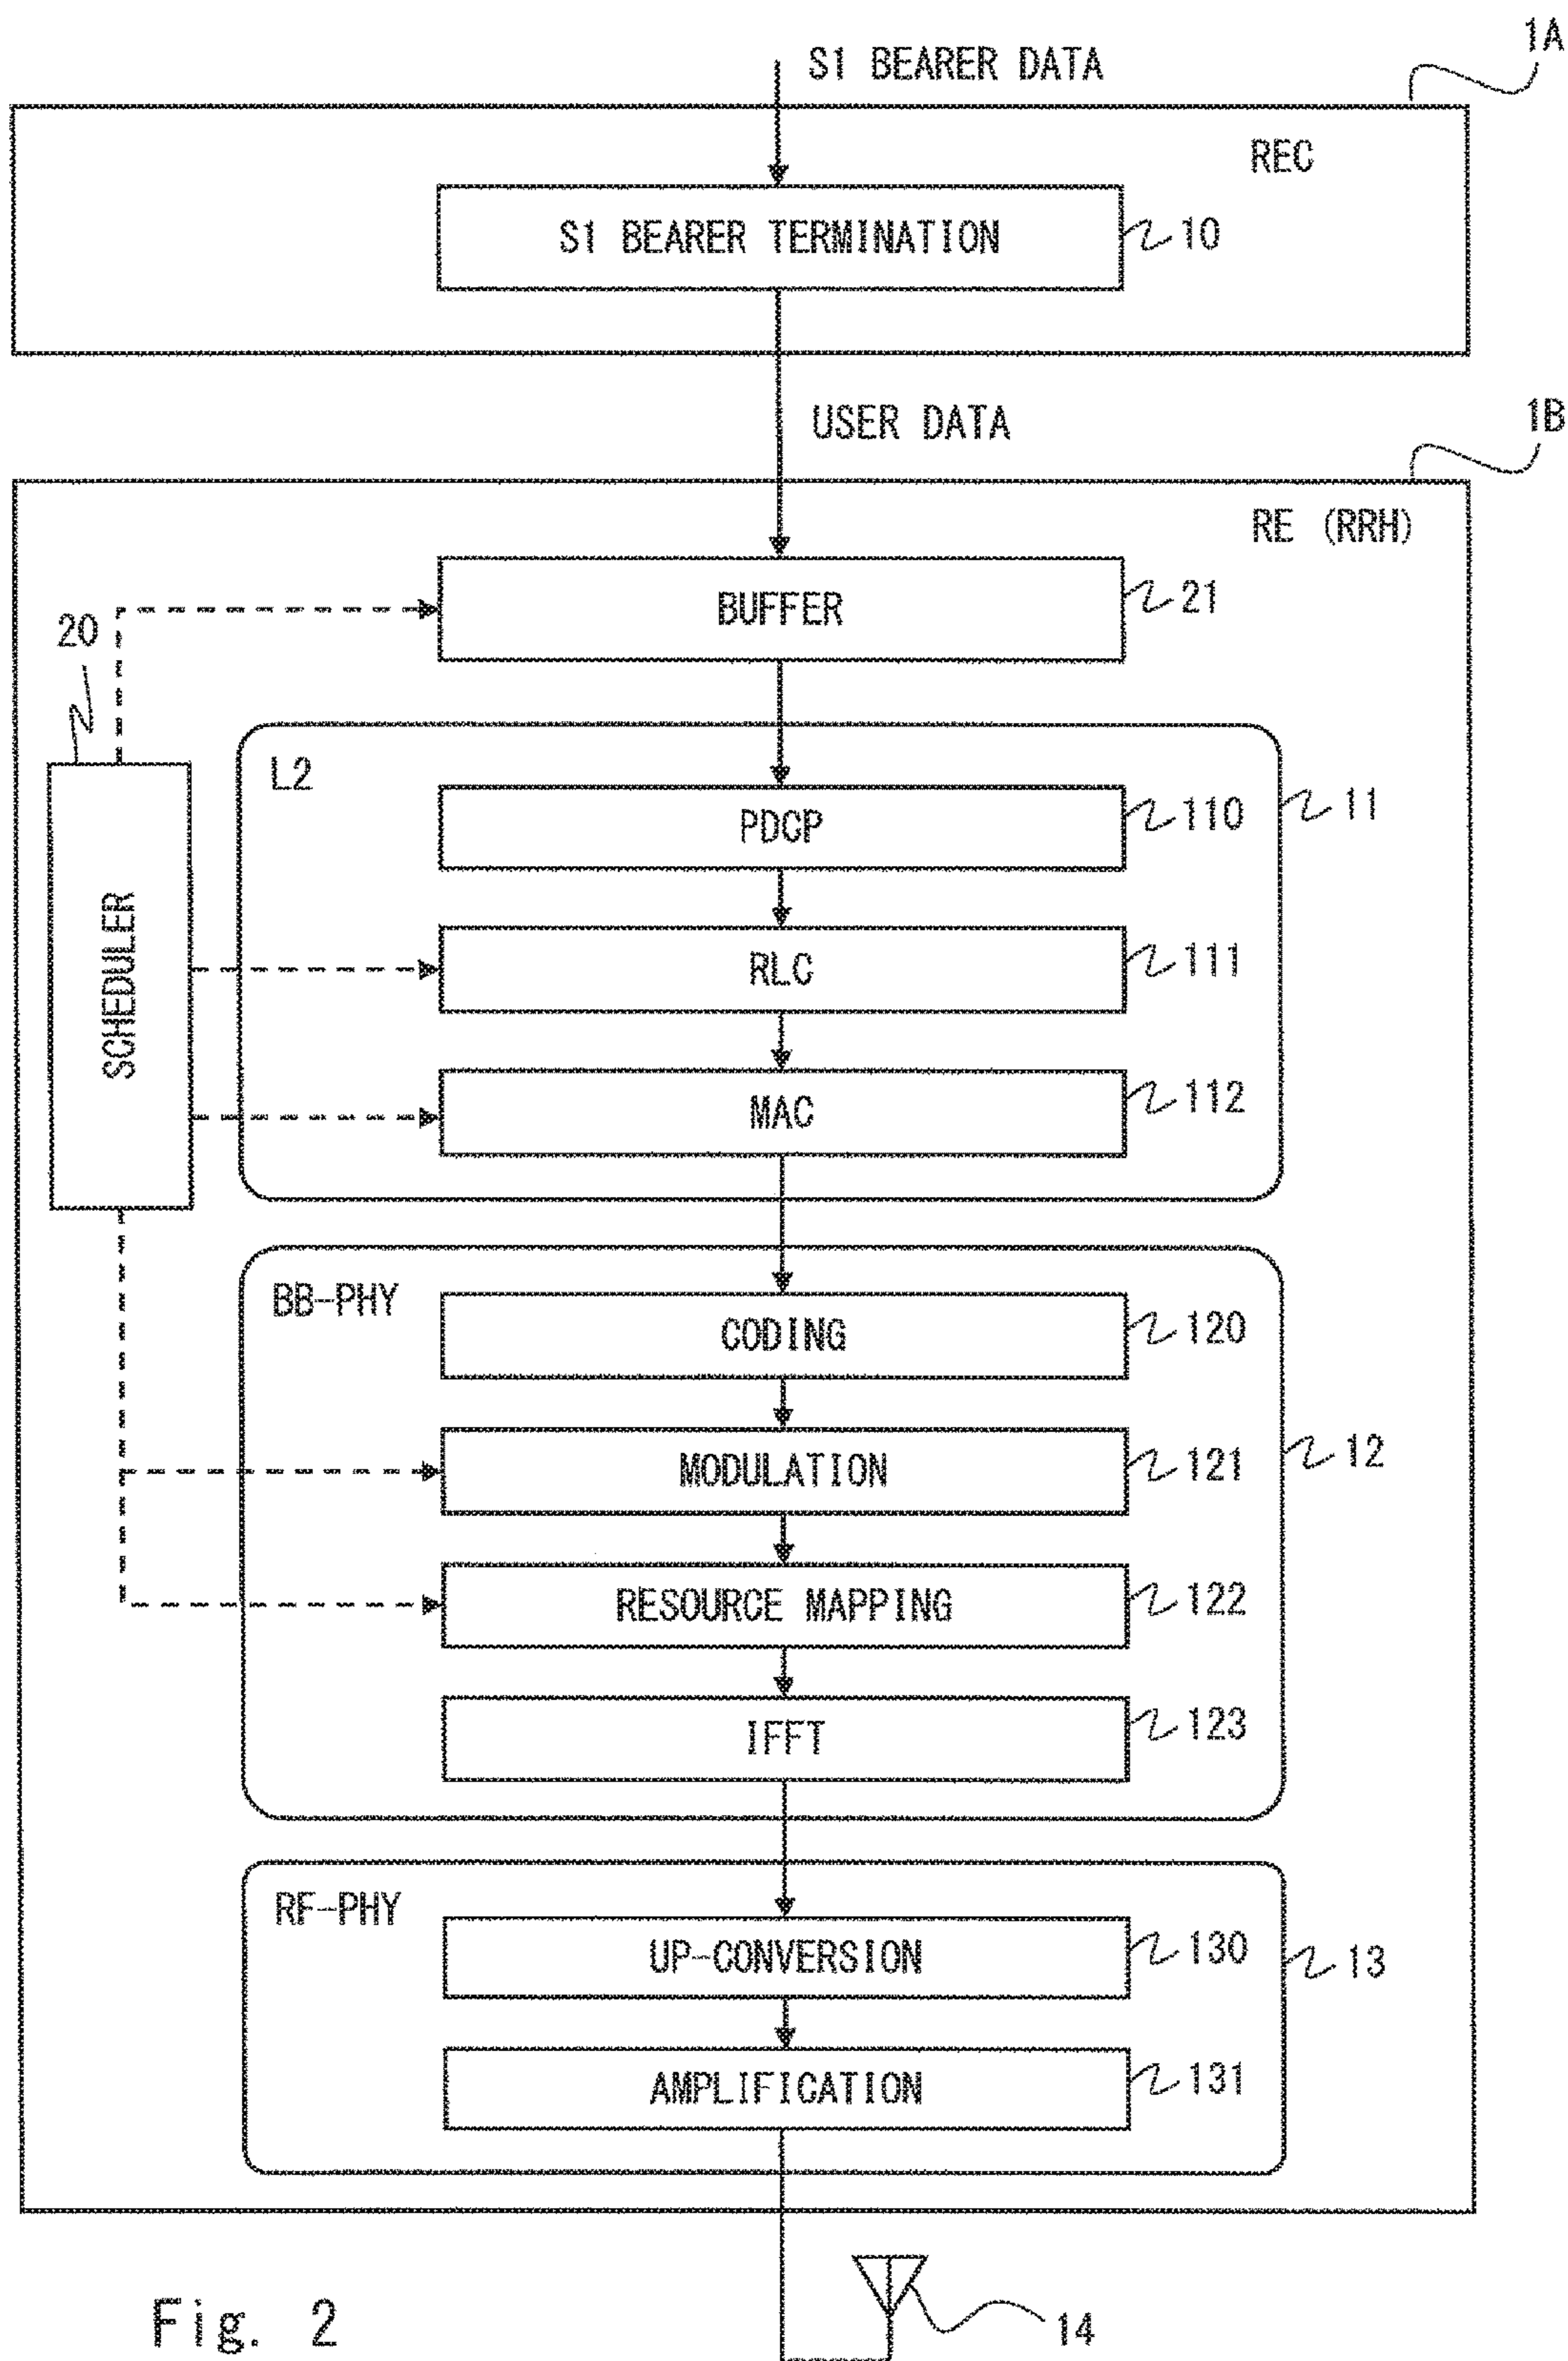 1A
S1 BEARER DATA
REC
S1 BEARER TERMINATION
10
USER DATA
1B
RE (RRH)
BUFFER
21
20
L2
PDCP
110
11
SCHEDULER
RLC
111
MAC
112
BB-PHY
CODING
120
MODULATION
121
12
RESOURCE MAPPING
122
IFFT
123
RF-PHY
UP-CONVERSION
130
13
AMPLIFICATION
131
14
Fig. 2